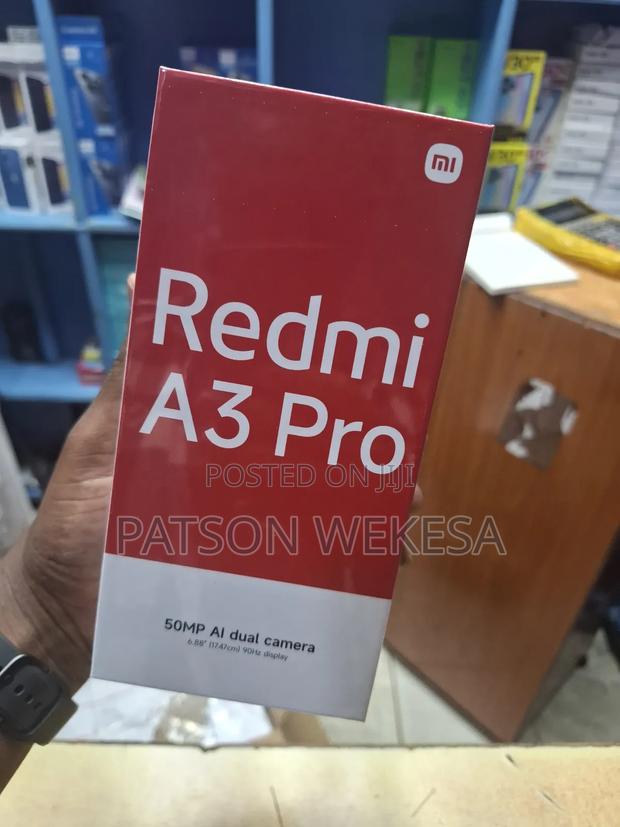 mi
Redmi
A3 Pro
POSTED ON JIJI
PATSON WEKESA
50MP AI dual camera
6.88" (17.47cm) 90Hz display